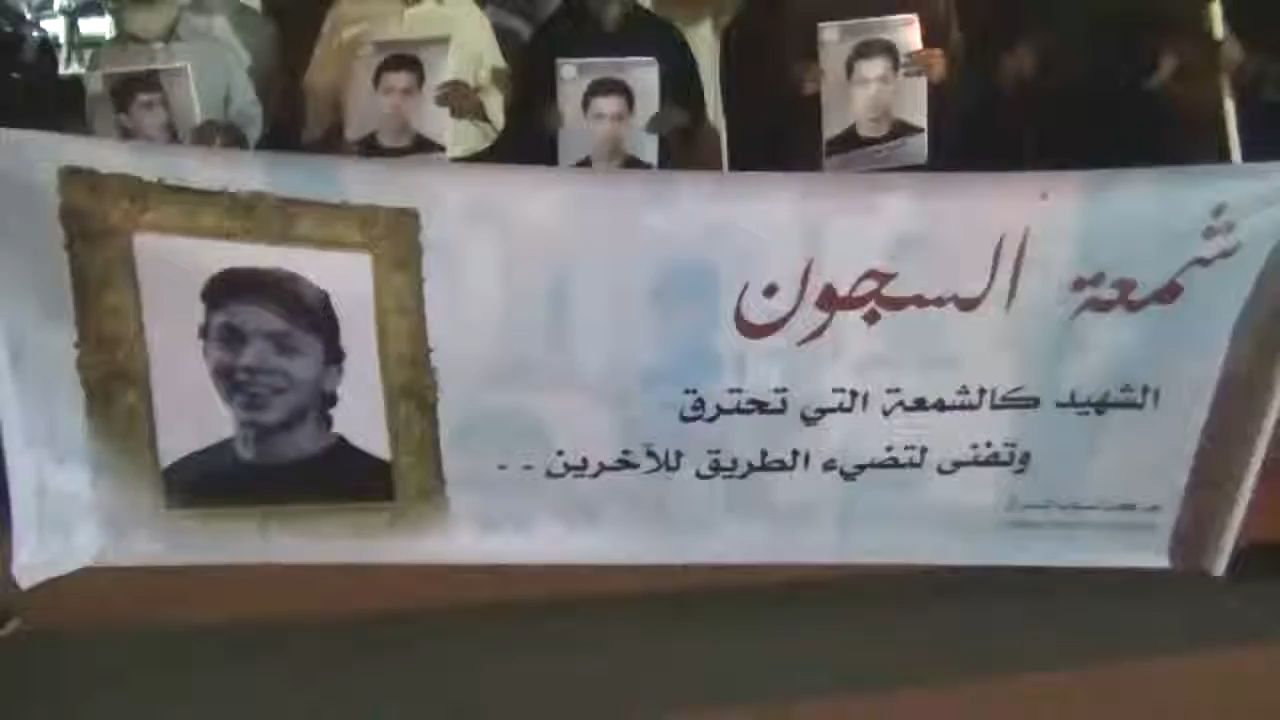 شمعة السجون
الشهيد كالشمعة التي تحترق
وتفنى لتضيء الطريق للآخرين - -